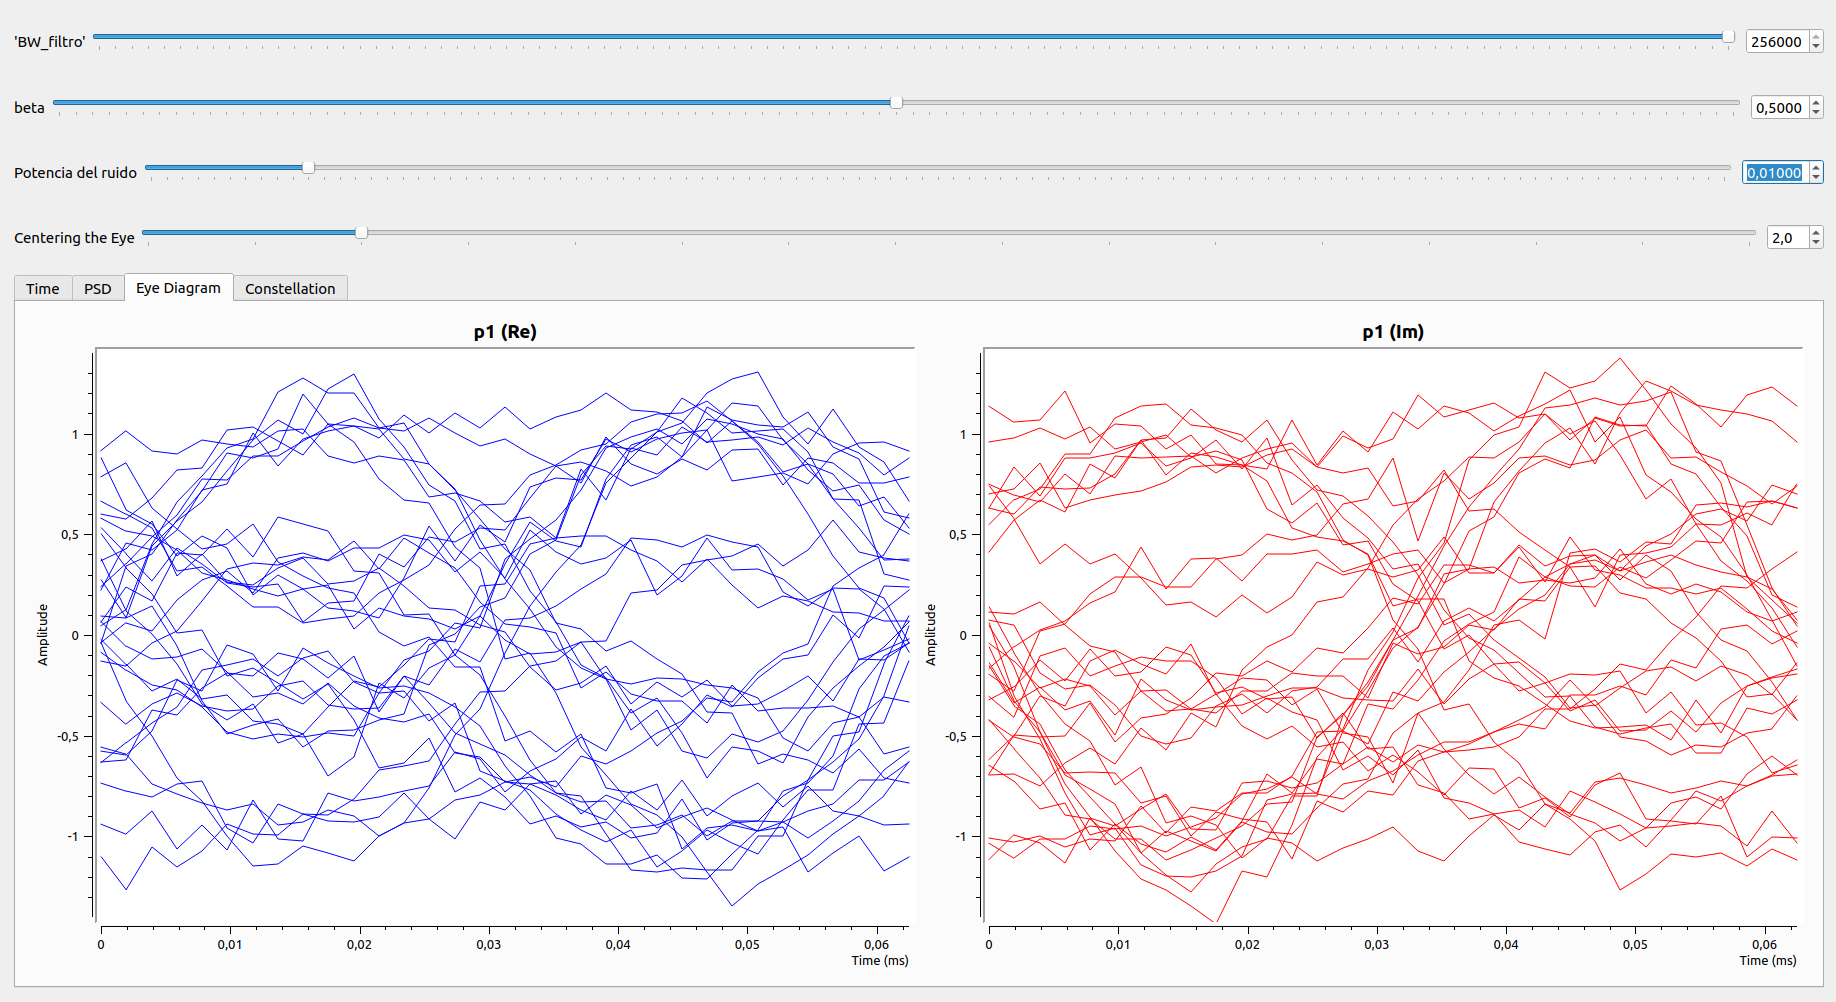 'BW_filtro' 256000
beta 0,5000
Potencia del ruido 0,01000
Centering the Eye 2,0
Time PSD Eye Diagram Constellation
p1 (Re)
1
0,5
0
-0,5
-1
Amplitude
0 0,01 0,02 0,03 0,04 0,05 0,06
Time (ms)
p1 (Im)
1
0,5
0
-0,5
-1
Amplitude
0 0,01 0,02 0,03 0,04 0,05 0,06
Time (ms)